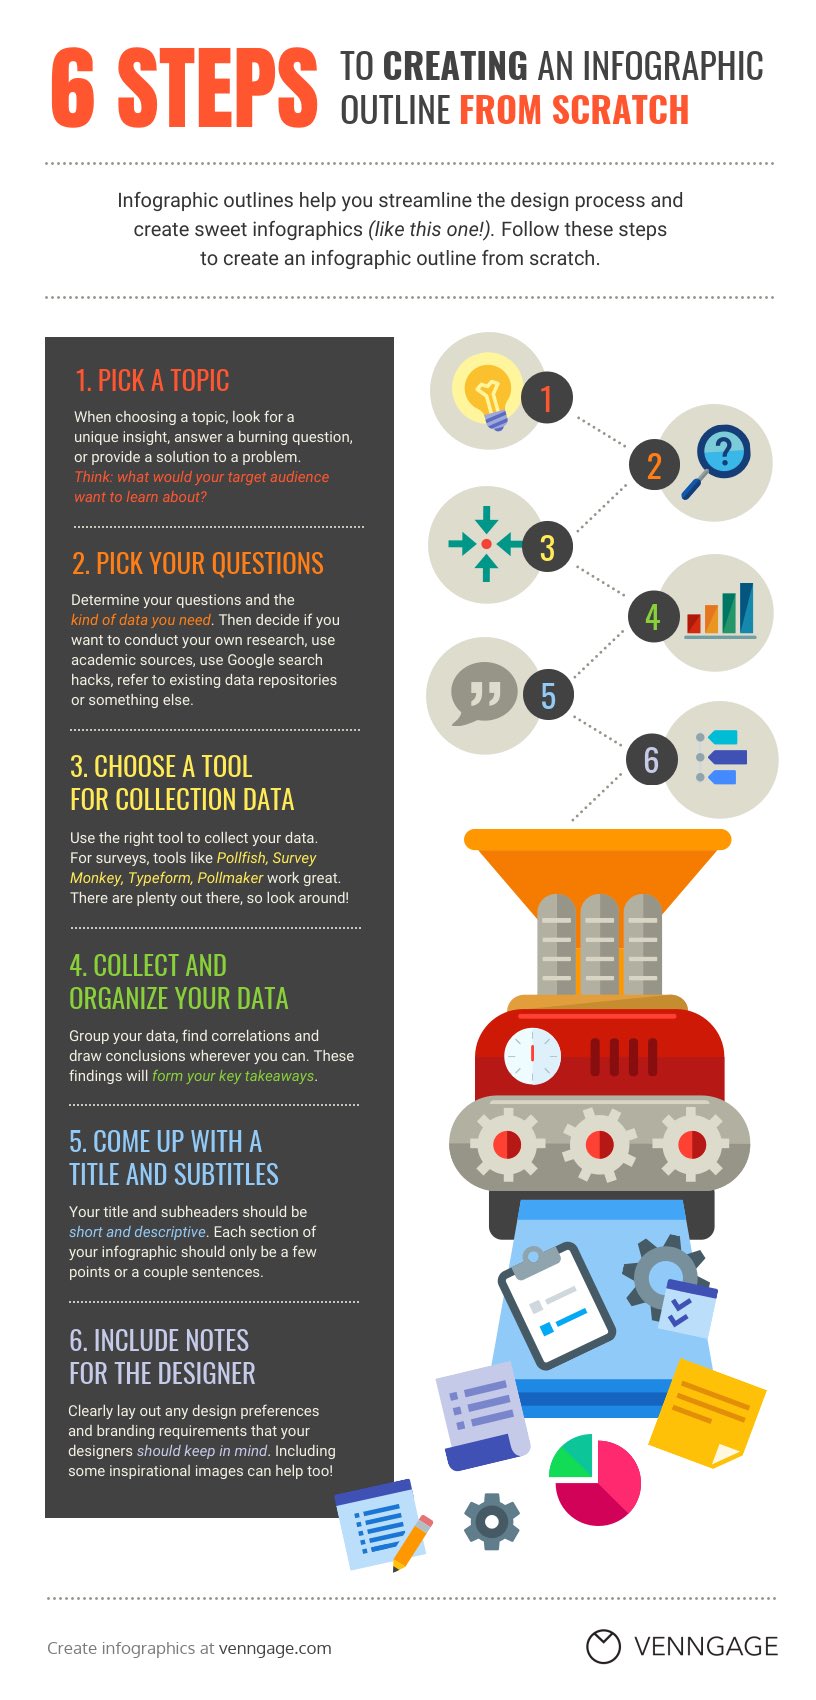 6 STEPS
TO CREATING AN INFOGRAPHIC
OUTLINE FROM SCRATCH
Infographic outlines help you streamline the design process and
create sweet infographics (like this one!). Follow these steps
to create an infographic outline from scratch.
1. PICK A TOPIC
When choosing a topic, look for a
unique insight, answer a burning question,
or provide a solution to a problem.
Think: what would your target audience
want to learn about?
2. PICK YOUR QUESTIONS
Determine your questions and the
kind of data you need. Then decide if you
want to conduct your own research, use
academic sources, use Google search
hacks, refer to existing data repositories
or something else.
3. CHOOSE A TOOL
FOR COLLECTION DATA
Use the right tool to collect your data.
For surveys, tools like Pollfish, Survey
Monkey, Typeform, Pollmaker work great.
There are plenty out there, so look around!
4. COLLECT AND
ORGANIZE YOUR DATA
Group your data, find correlations and
draw conclusions wherever you can. These
findings will form your key takeaways.
5. COME UP WITH A
TITLE AND SUBTITLES
Your title and subheaders should be
short and descriptive. Each section of
your infographic should only be a few
points or a couple sentences.
6. INCLUDE NOTES
FOR THE DESIGNER
Clearly lay out any design preferences
and branding requirements that your
designers should keep in mind. Including
some inspirational images can help too!
1
2
?
3
4
5
6
Create infographics at venngage.com
VENNGAGE